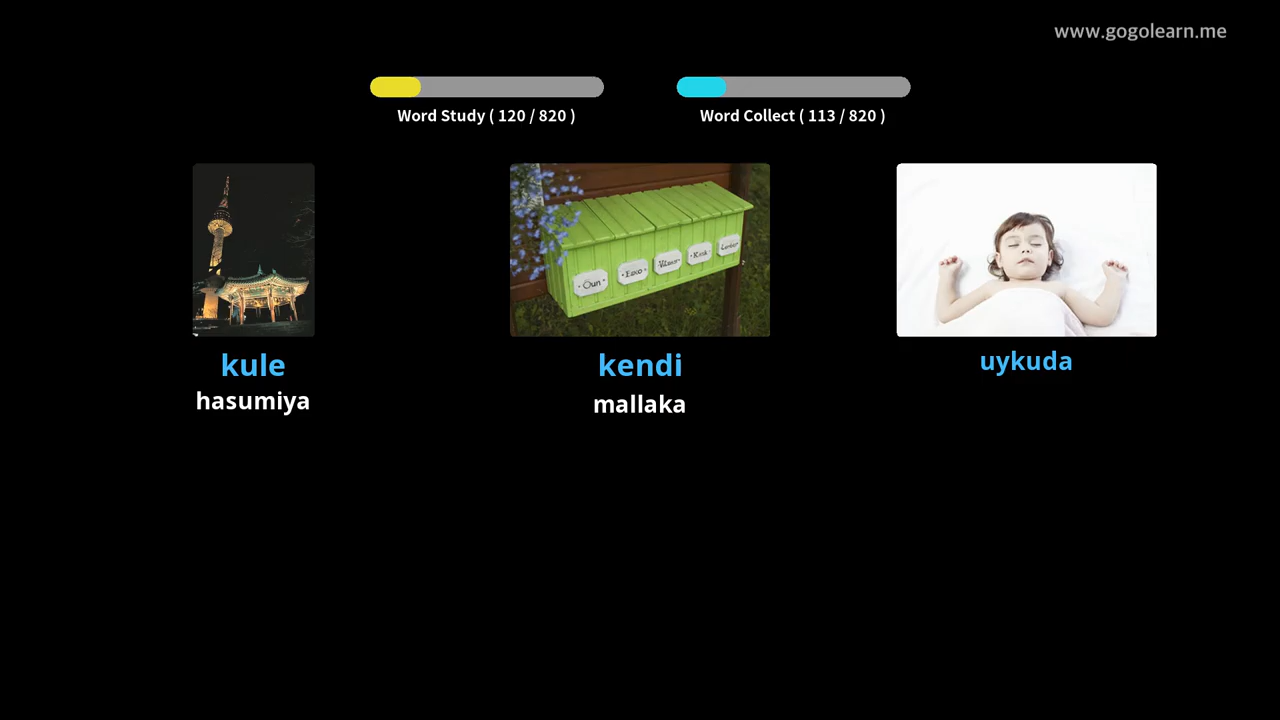 www.gogolearn.me
Word Study ( 120 / 820 )
Word Collect ( 113 / 820 )
kule
hasumiya
kendi
mallaka
uykuda